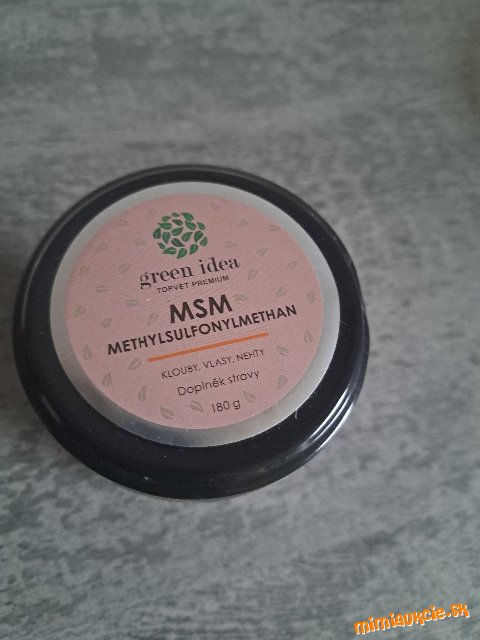 green idea
TOPVET PREMIUM
MSM
METHYLSULFONYLMETHAN
KLOUBY, VLASY, NEHTY
Doplněk stravy
180 g
mimiaukcie.sk